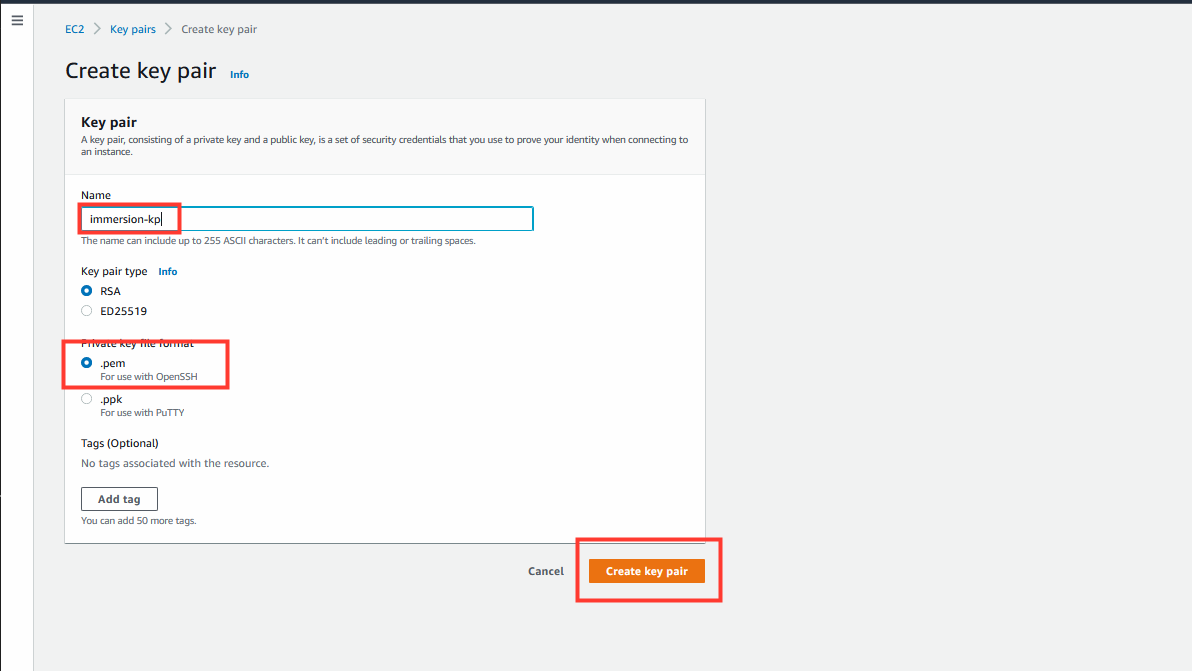 EC2 > Key pairs > Create key pair
Create key pair Info
Key pair
A key pair, consisting of a private key and a public key, is a set of security credentials that you use to prove your identity when connecting to
an instance.
Name
immersion-kp
The name can include up to 255 ASCII characters. It can't include leading or trailing spaces.
Key pair type Info
RSA
ED25519
Private key file format
.pem
For use with OpenSSH
.ppk
For use with PuTTY
Tags (Optional)
No tags associated with the resource.
Add tag
You can add 50 more tags.
Cancel Create key pair